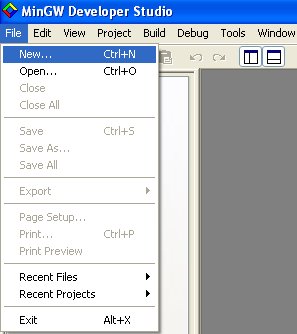 MinGW Developer Studio
File Edit View Project Build Debug Tools Window
New... Ctrl+N
Open... Ctrl+O
Close
Close All
Save Ctrl+S
Save As...
Save All
Export
Page Setup...
Print... Ctrl+P
Print Preview
Recent Files
Recent Projects
Exit Alt+X